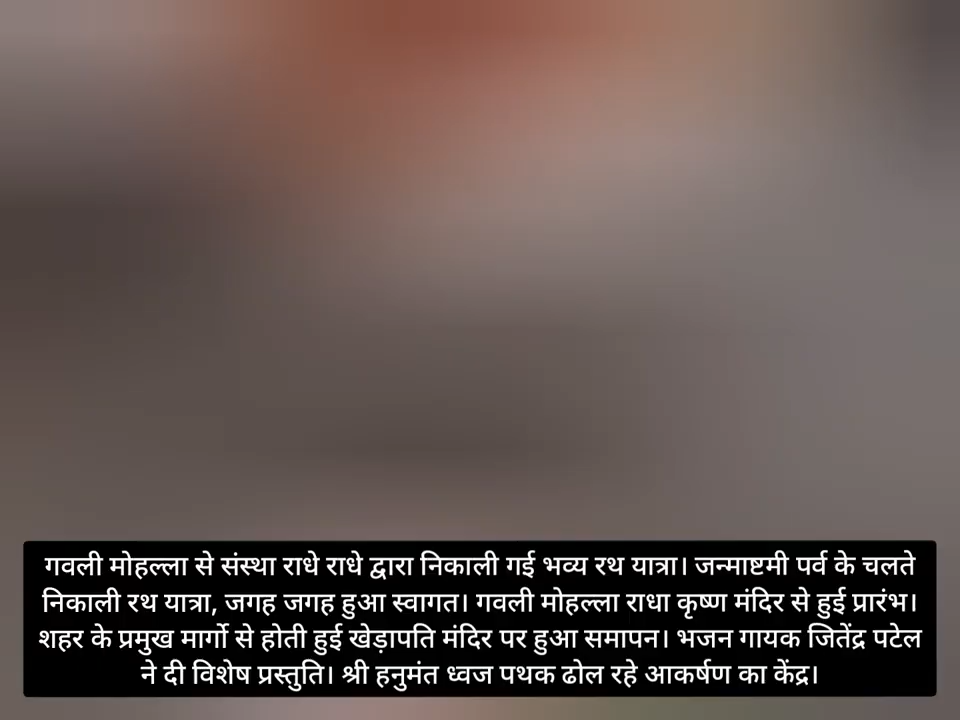 गवली मोहल्ला से संस्था राधे राधे द्वारा निकाली गई भव्य रथ यात्रा। जन्माष्टमी पर्व के चलते
निकाली रथ यात्रा, जगह जगह हुआ स्वागत। गवली मोहल्ला राधा कृष्ण मंदिर से हुई प्रारंभ।
शहर के प्रमुख मार्गो से होती हुई खेड़ापति मंदिर पर हुआ समापन। भजन गायक जितेंद्र पटेल
ने दी विशेष प्रस्तुति। श्री हनुमंत ध्वज पथक ढोल रहे आकर्षण का केंद्र।